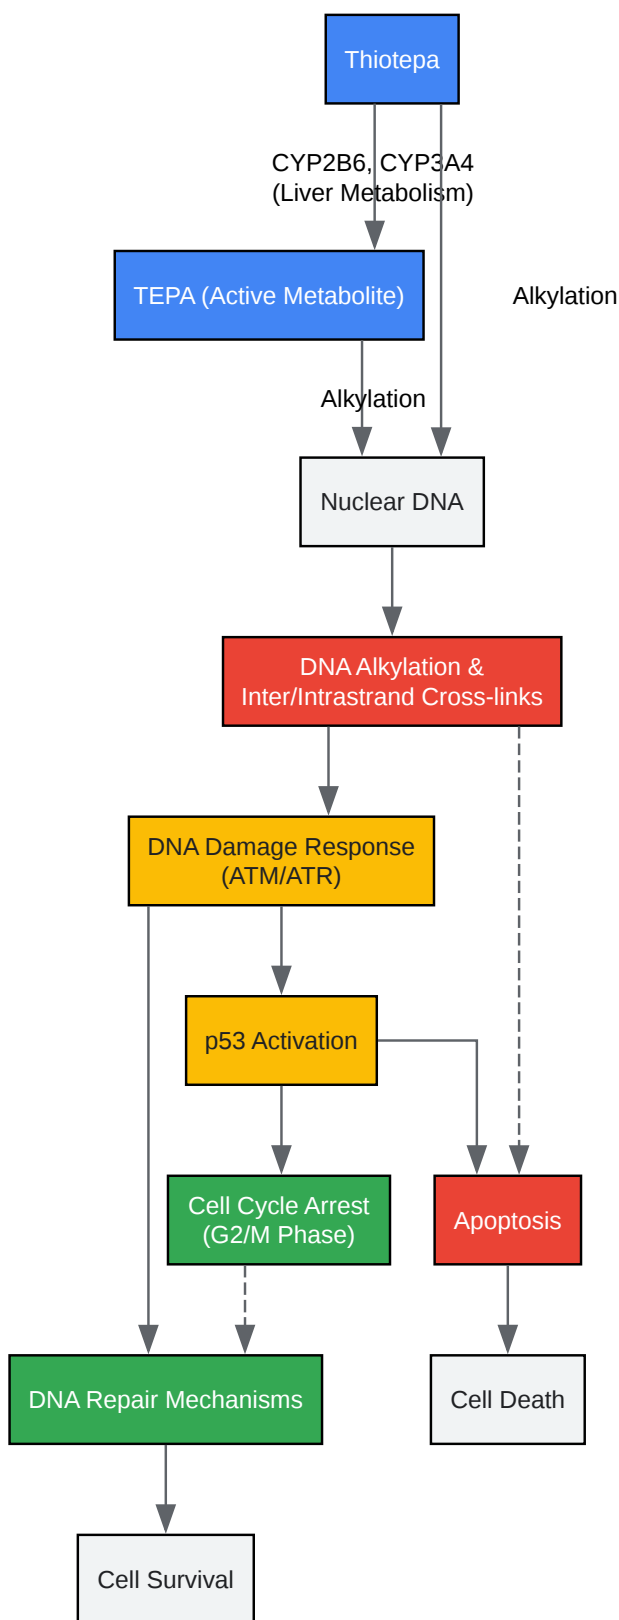 Thiotepa
CYP2B6, CYP3A4
(Liver Metabolism)
TEPA (Active Metabolite)
Alkylation
Alkylation
Nuclear DNA
DNA Alkylation &
Inter/Intrastrand Cross-links
DNA Damage Response
(ATM/ATR)
p53 Activation
Cell Cycle Arrest
(G2/M Phase)
Apoptosis
DNA Repair Mechanisms
Cell Death
Cell Survival